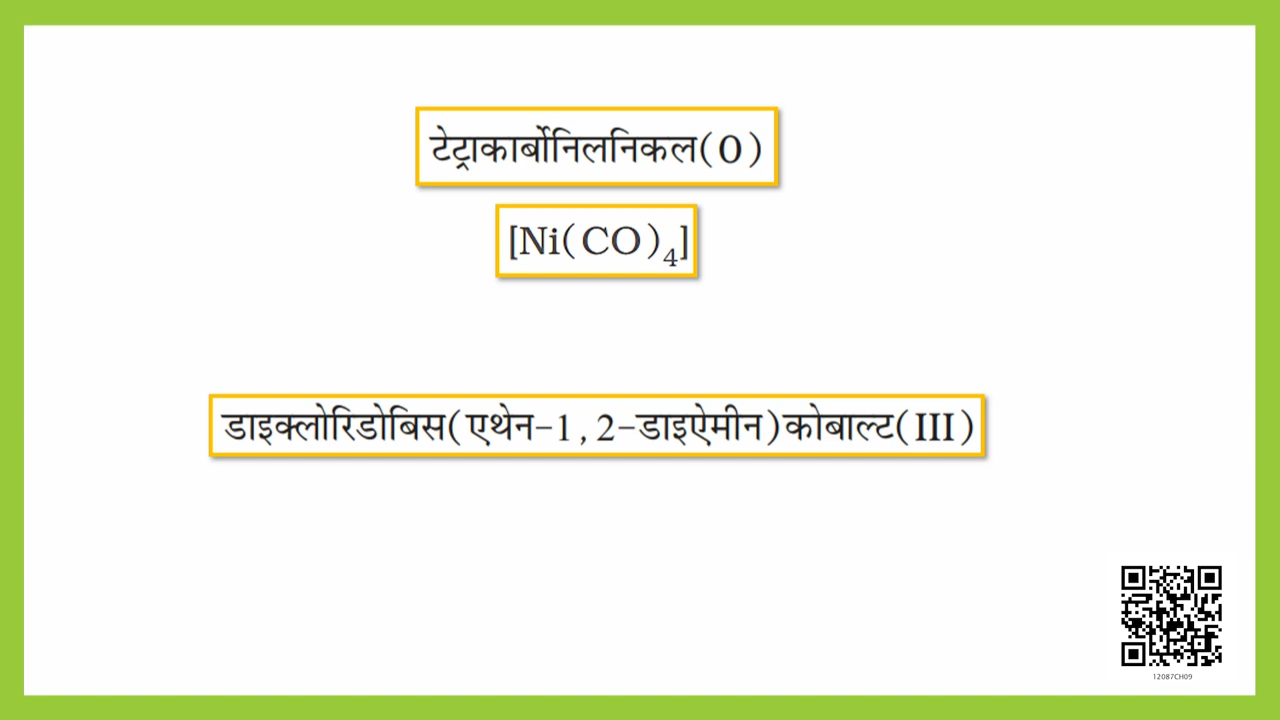 टेट्राकार्बोनिलनिकल(0)
[Ni(CO)₄]
डाइक्लोरिडोबिस(एथेन-1,2-डाइऐमीन)कोबाल्ट(III)
12087CH09